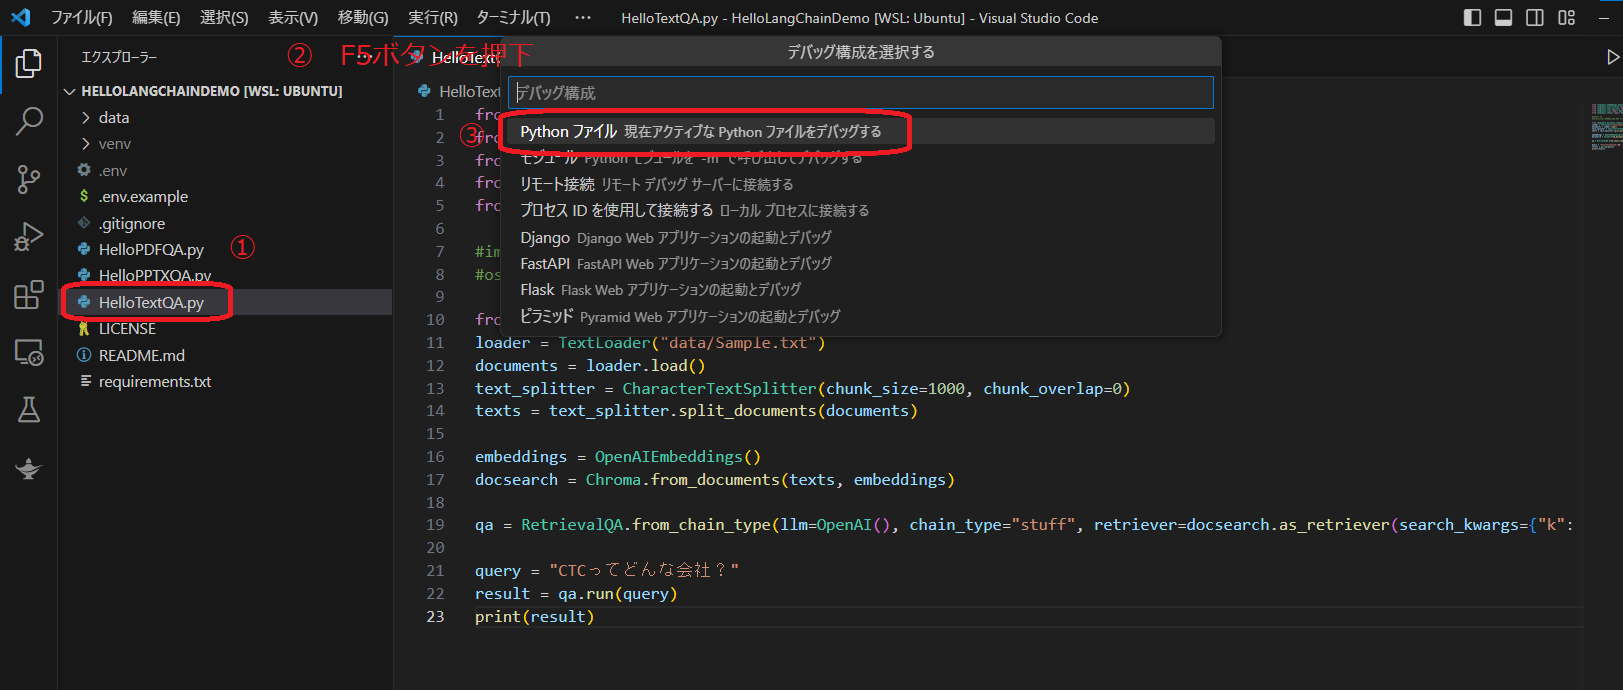 ファイル(F) 編集(E) 選択(S) 表示(V) 移動(G) 実行(R) ターミナル(T) ··· HelloTextQA.py - HelloLangChainDemo [WSL: Ubuntu] - Visual Studio Code
エクスプローラー ···
② F5ボタンを押下
HELLOLANGCHAINDEMO [WSL: UBUNTU]
data
venv
.env
.env.example
.gitignore
HelloPDFQA.py
①
HelloPPTXQA.py
HelloTextQA.py
LICENSE
README.md
requirements.txt
デバッグ構成を選択する
デバッグ構成
③
Python ファイル 現在アクティブな Python ファイルをデバッグする
モジュール Python モジュールを '-m' で呼び出してデバッグする
リモート接続 リモート デバッグ サーバーに接続する
プロセス ID を使用して接続する ローカル プロセスに接続する
Django Django Web アプリケーションの起動とデバッグ
FastAPI FastAPI Web アプリケーションの起動とデバッグ
Flask Flask Web アプリケーションの起動とデバッグ
ピラミッド Pyramid Web アプリケーションの起動とデバッグ
HelloTextQ
HelloText
1 fro
2 fro
3 fro
4 fro
5 fro
6
7 #im
8 #os
9
10 fro
11 loader = TextLoader("data/Sample.txt")
12 documents = loader.load()
13 text_splitter = CharacterTextSplitter(chunk_size=1000, chunk_overlap=0)
14 texts = text_splitter.split_documents(documents)
15
16 embeddings = OpenAIEmbeddings()
17 docsearch = Chroma.from_documents(texts, embeddings)
18
19 qa = RetrievalQA.from_chain_type(llm=OpenAI(), chain_type="stuff", retriever=docsearch.as_retriever(search_kwargs={"k":
20
21 query = "CTCってどんな会社？"
22 result = qa.run(query)
23 print(result)